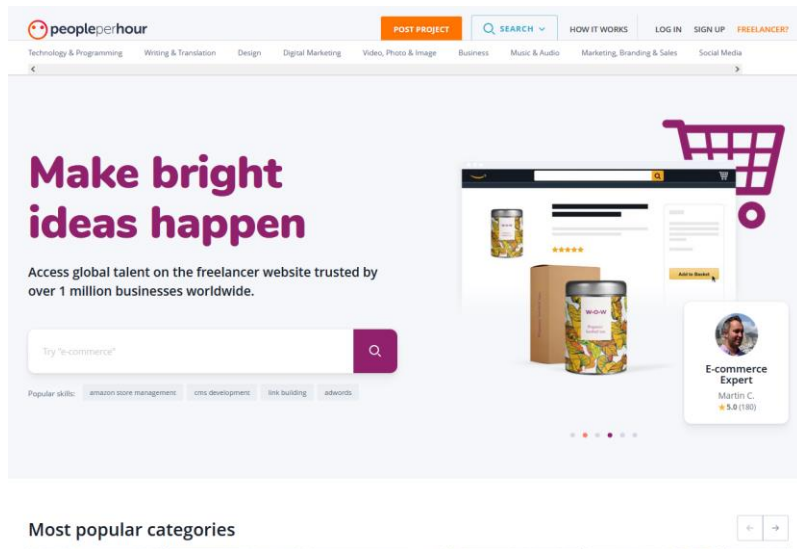 peopleperhour
POST PROJECT
SEARCH
HOW IT WORKS
LOG IN
SIGN UP
FREELANCER?
Technology & Programming
Writing & Translation
Design
Digital Marketing
Video, Photo & Image
Business
Music & Audio
Marketing, Branding & Sales
Social Media
Make bright
ideas happen
Access global talent on the freelancer website trusted by
over 1 million businesses worldwide.
Try "e-commerce"
Popular skills:
amazon store management
cms development
link building
adwords
Add to Basket
W•O•W
E-commerce
Expert
Martin C.
5.0 (180)
Most popular categories